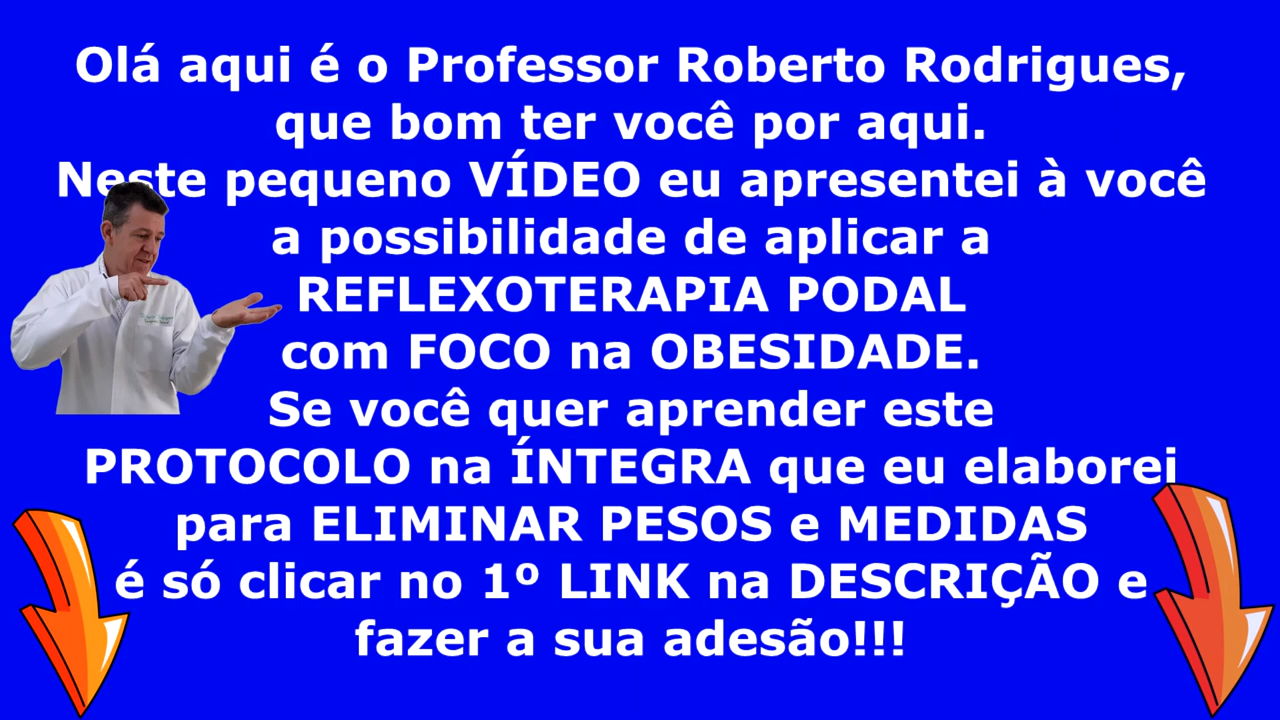 Olá aqui é o Professor Roberto Rodrigues,
que bom ter você por aqui.
Neste pequeno VÍDEO eu apresentei à você
a possibilidade de aplicar a
REFLEXOTERAPIA PODAL
com FOCO na OBESIDADE.
Se você quer aprender este
PROTOCOLO na ÍNTEGRA que eu elaborei
para ELIMINAR PESOS e MEDIDAS
é só clicar no 1º LINK na DESCRIÇÃO e
fazer a sua adesão!!!